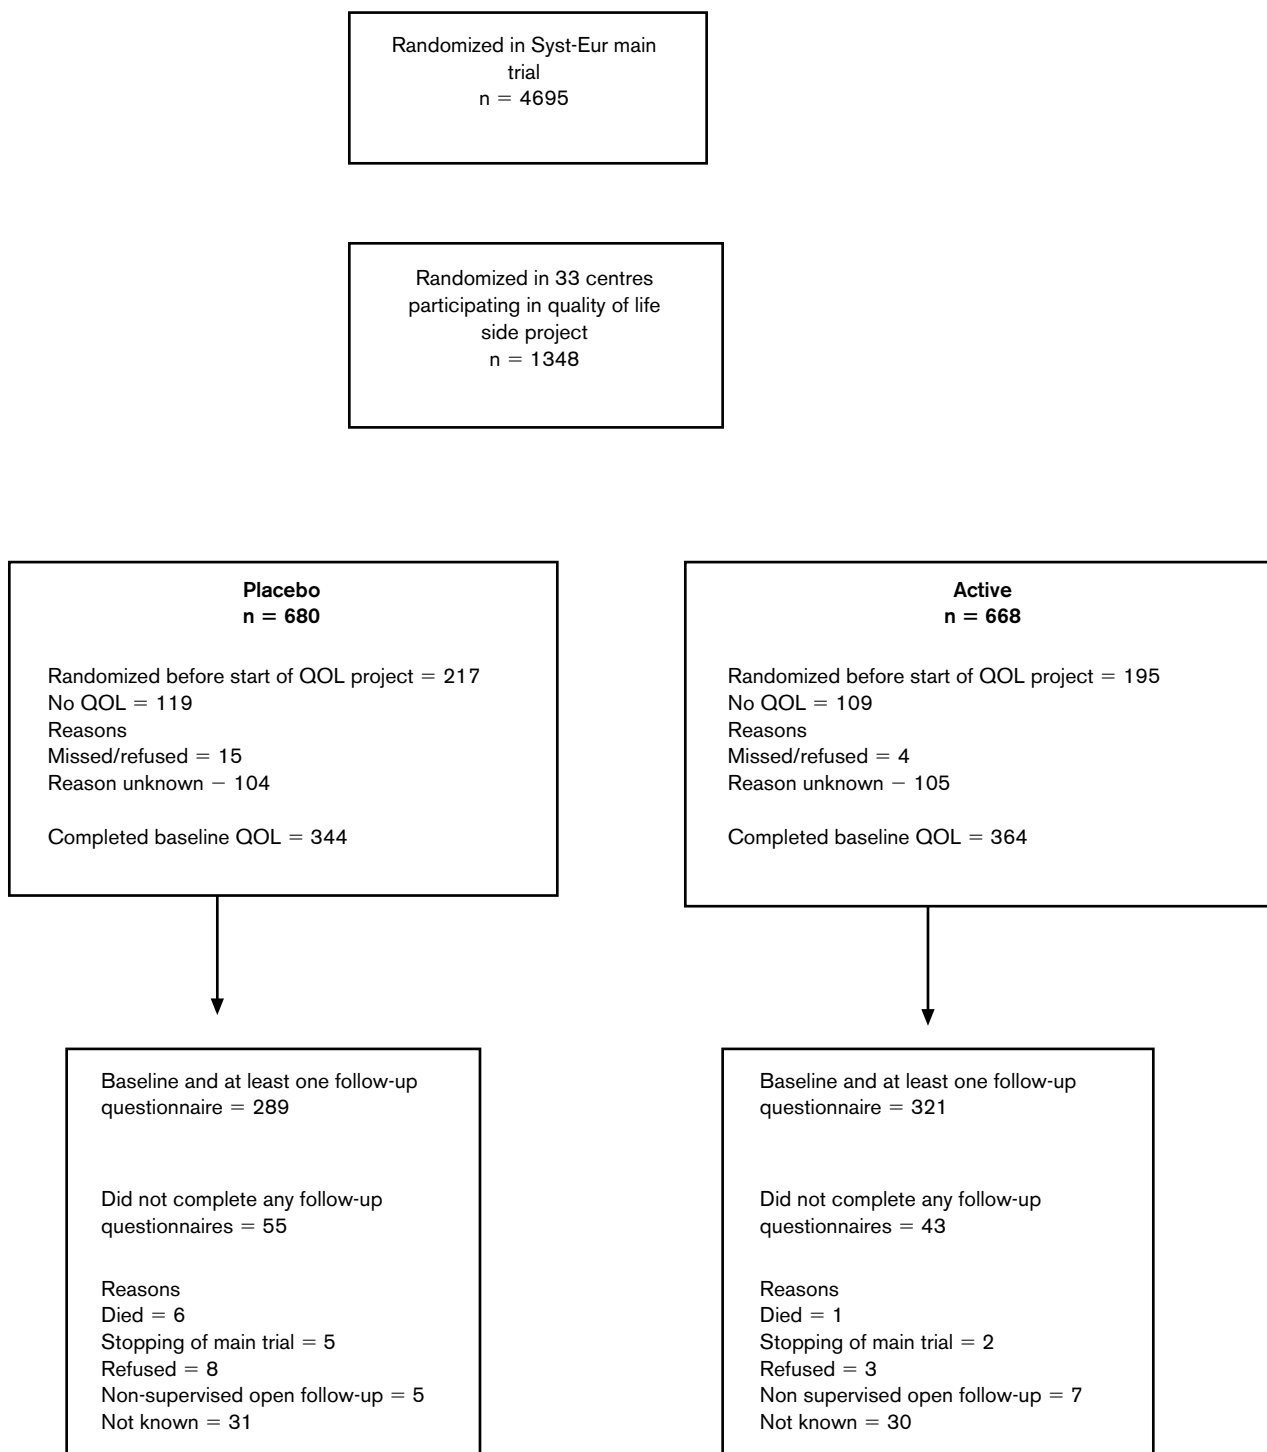 Randomized in Syst-Eur main
trial
n = 4695
Randomized in 33 centres
participating in quality of life
side project
n = 1348
Placebo
n = 680
Randomized before start of QOL project = 217
No QOL = 119
Reasons
Missed/refused = 15
Reason unknown − 104
Completed baseline QOL = 344
Active
n = 668
Randomized before start of QOL project = 195
No QOL = 109
Reasons
Missed/refused = 4
Reason unknown − 105
Completed baseline QOL = 364
Baseline and at least one follow-up
questionnaire = 289
Did not complete any follow-up
questionnaires = 55
Reasons
Died = 6
Stopping of main trial = 5
Refused = 8
Non-supervised open follow-up = 5
Not known = 31
Baseline and at least one follow-up
questionnaire = 321
Did not complete any follow-up
questionnaires = 43
Reasons
Died = 1
Stopping of main trial = 2
Refused = 3
Non supervised open follow-up = 7
Not known = 30